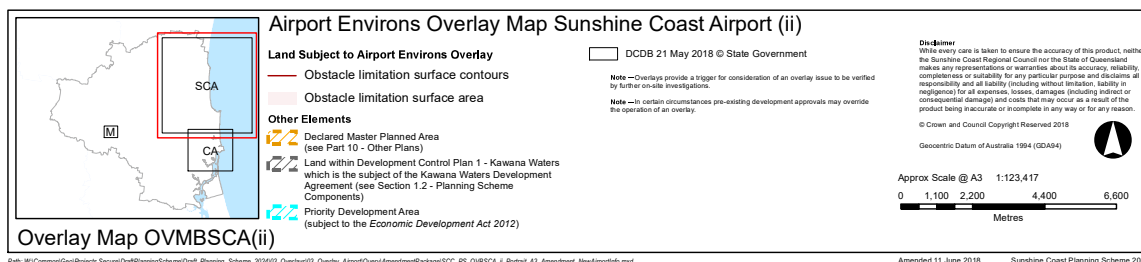 Airport Environs Overlay Map Sunshine Coast Airport (ii)
SCA
M
CA
Overlay Map OVMBSCA(ii)
Land Subject to Airport Environs Overlay
Obstacle limitation surface contours
Obstacle limitation surface area
Other Elements
Declared Master Planned Area
(see Part 10 - Other Plans)
Land within Development Control Plan 1 - Kawana Waters
which is the subject of the Kawana Waters Development
Agreement (see Section 1.2 - Planning Scheme
Components)
Priority Development Area
(subject to the Economic Development Act 2012)
DCDB 21 May 2018 © State Government
Note —Overlays provide a trigger for consideration of an overlay issue to be verified
by further on-site investigations.
Note —In certain circumstances pre-existing development approvals may override
the operation of an overlay.
Disclaimer
While every care is taken to ensure the accuracy of this product, neithe
the Sunshine Coast Regional Council nor the State of Queensland
makes any representations or warranties about its accuracy, reliability,
completeness or suitability for any particular purpose and disclaims all
responsibility and all liability (including without limitation, liability in
negligence) for all expenses, losses, damages (including indirect or
consequential damage) and costs that may occur as a result of the
product being inaccurate or incomplete in any way or for any reason.
© Crown and Council Copyright Reserved 2018
Geocentric Datum of Australia 1994 (GDA94)
Approx Scale @ A3 1:123,417
0 1,100 2,200 4,400 6,600
Metres
Amended 11 June 2018 Sunshine Coast Planning Scheme 20